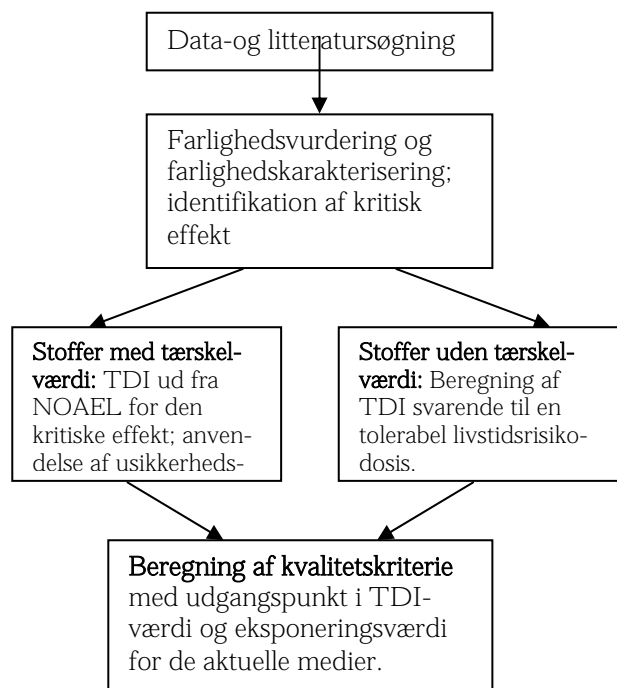 Data-og litteratursøgning
Farlighedsvurdering og
farlighedskarakterisering;
identifikation af kritisk
effekt
Stoffer med tærskel-
værdi: TDI ud fra
NOAEL for den
kritiske effekt; anven-
delse af usikkerheds-
Stoffer uden tærskel-
værdi: Beregning af
TDI svarende til en
tolerabel livstidsrisiko-
dosis.
Beregning af kvalitetskriterie
med udgangspunkt i TDI-
værdi og eksponeringsværdi
for de aktuelle medier.